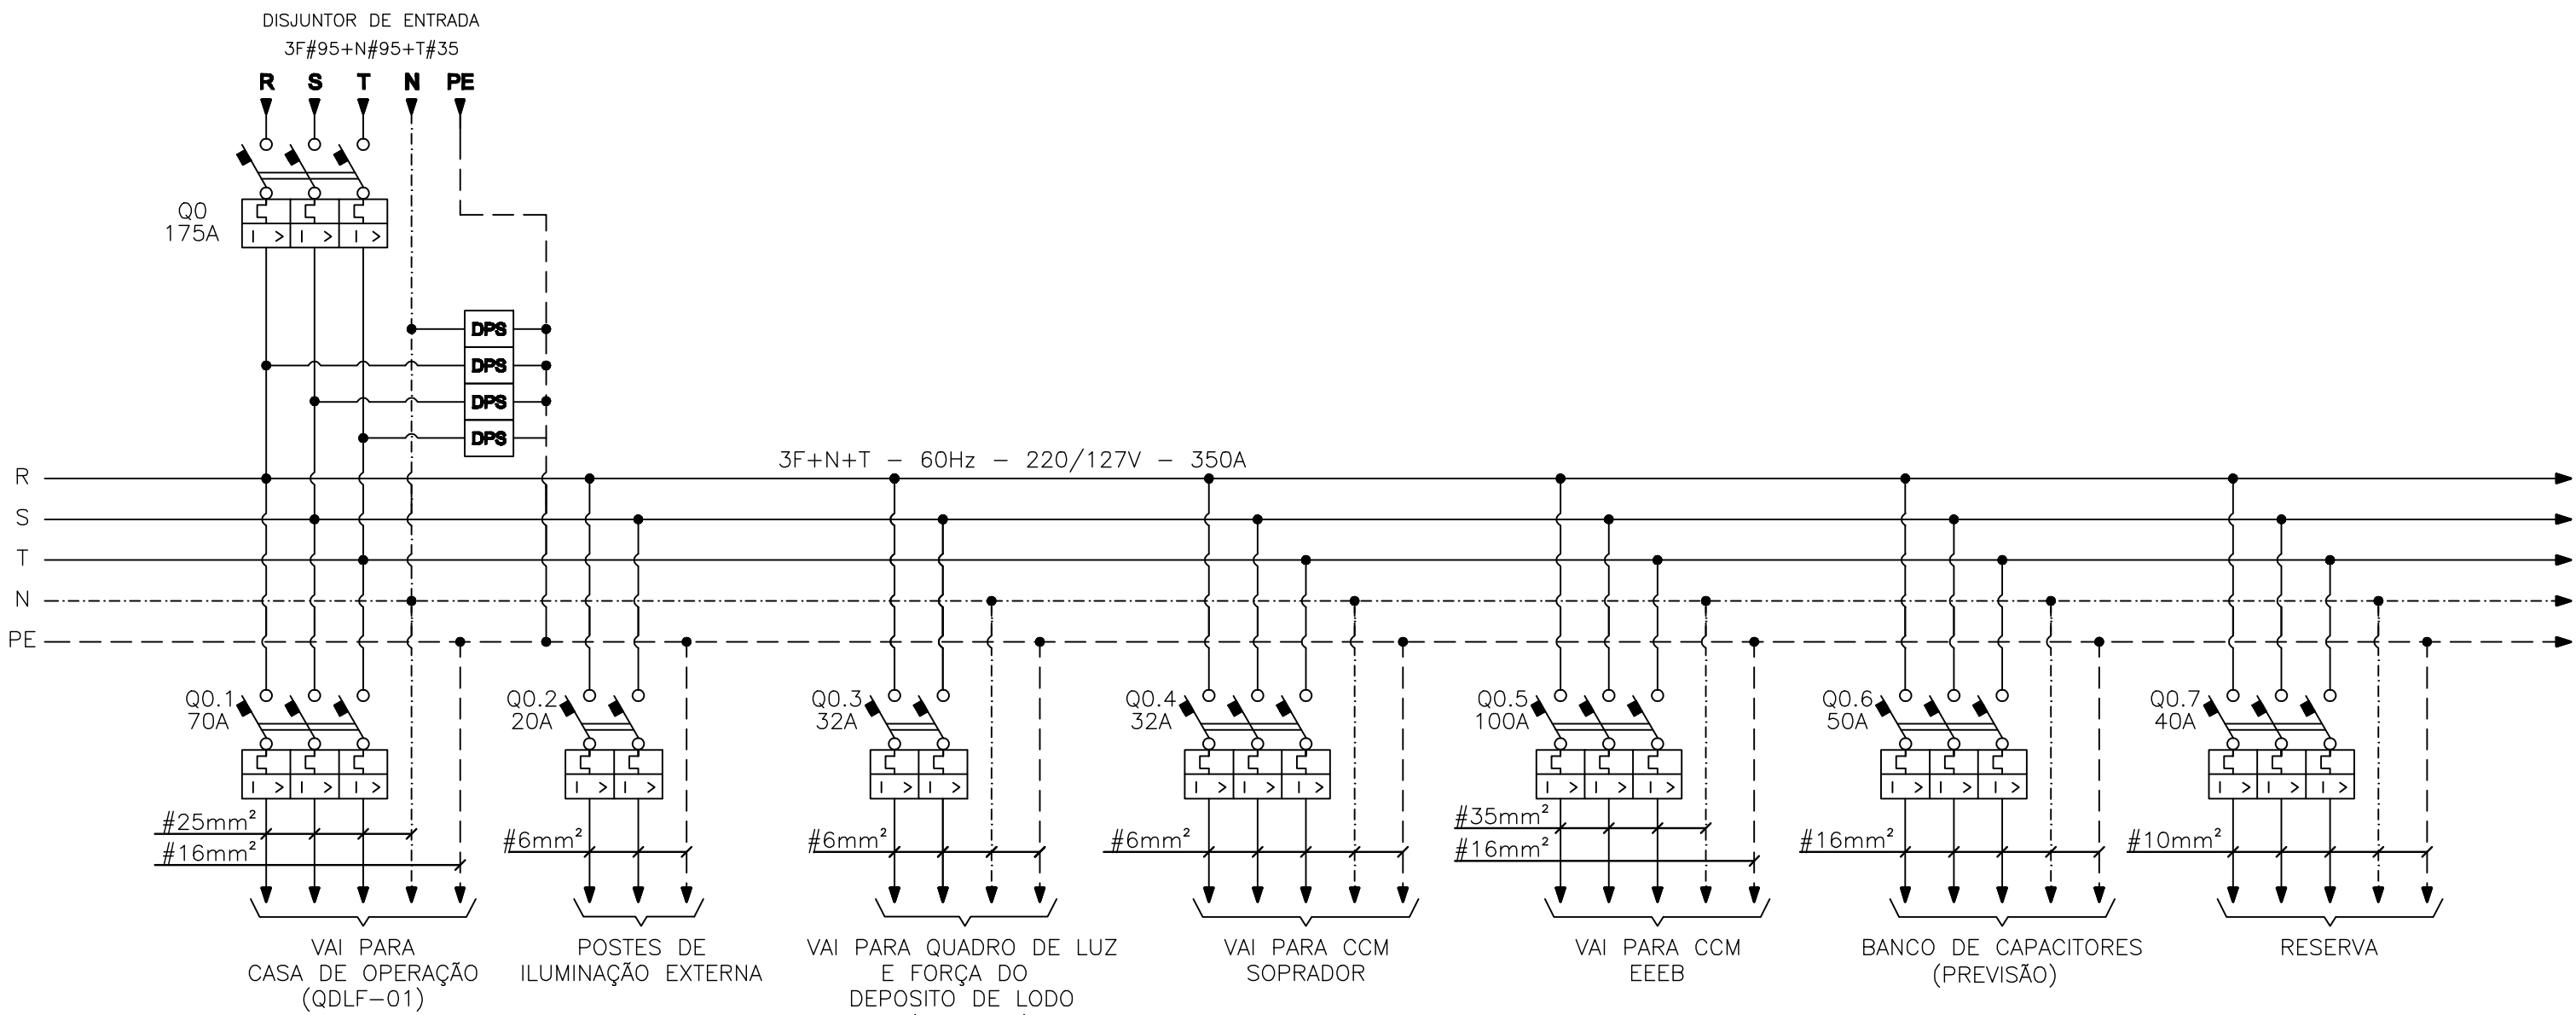 DISJUNTOR DE ENTRADA
3F#95+N#95+T#35
R S T N PE
Q0
175A
DPS
DPS
DPS
DPS
3F+N+T - 60Hz - 220/127V - 350A
R
S
T
N
PE
Q0.1
70A
I > I > I >
#25mm²
#16mm²
VAI PARA
CASA DE OPERAÇÃO
(QDLF-01)
Q0.2
20A
I > I >
#6mm²
POSTES DE
ILUMINAÇÃO EXTERNA
Q0.3
32A
I > I >
#6mm²
VAI PARA QUADRO DE LUZ
E FORÇA DO
DEPOSITO DE LODO
Q0.4
32A
I > I > I >
#6mm²
VAI PARA CCM
SOPRADOR
Q0.5
100A
I > I > I >
#35mm²
#16mm²
VAI PARA CCM
EEEB
Q0.6
50A
I > I > I >
#16mm²
BANCO DE CAPACITORES
(PREVISÃO)
Q0.7
40A
I > I > I >
#10mm²
RESERVA